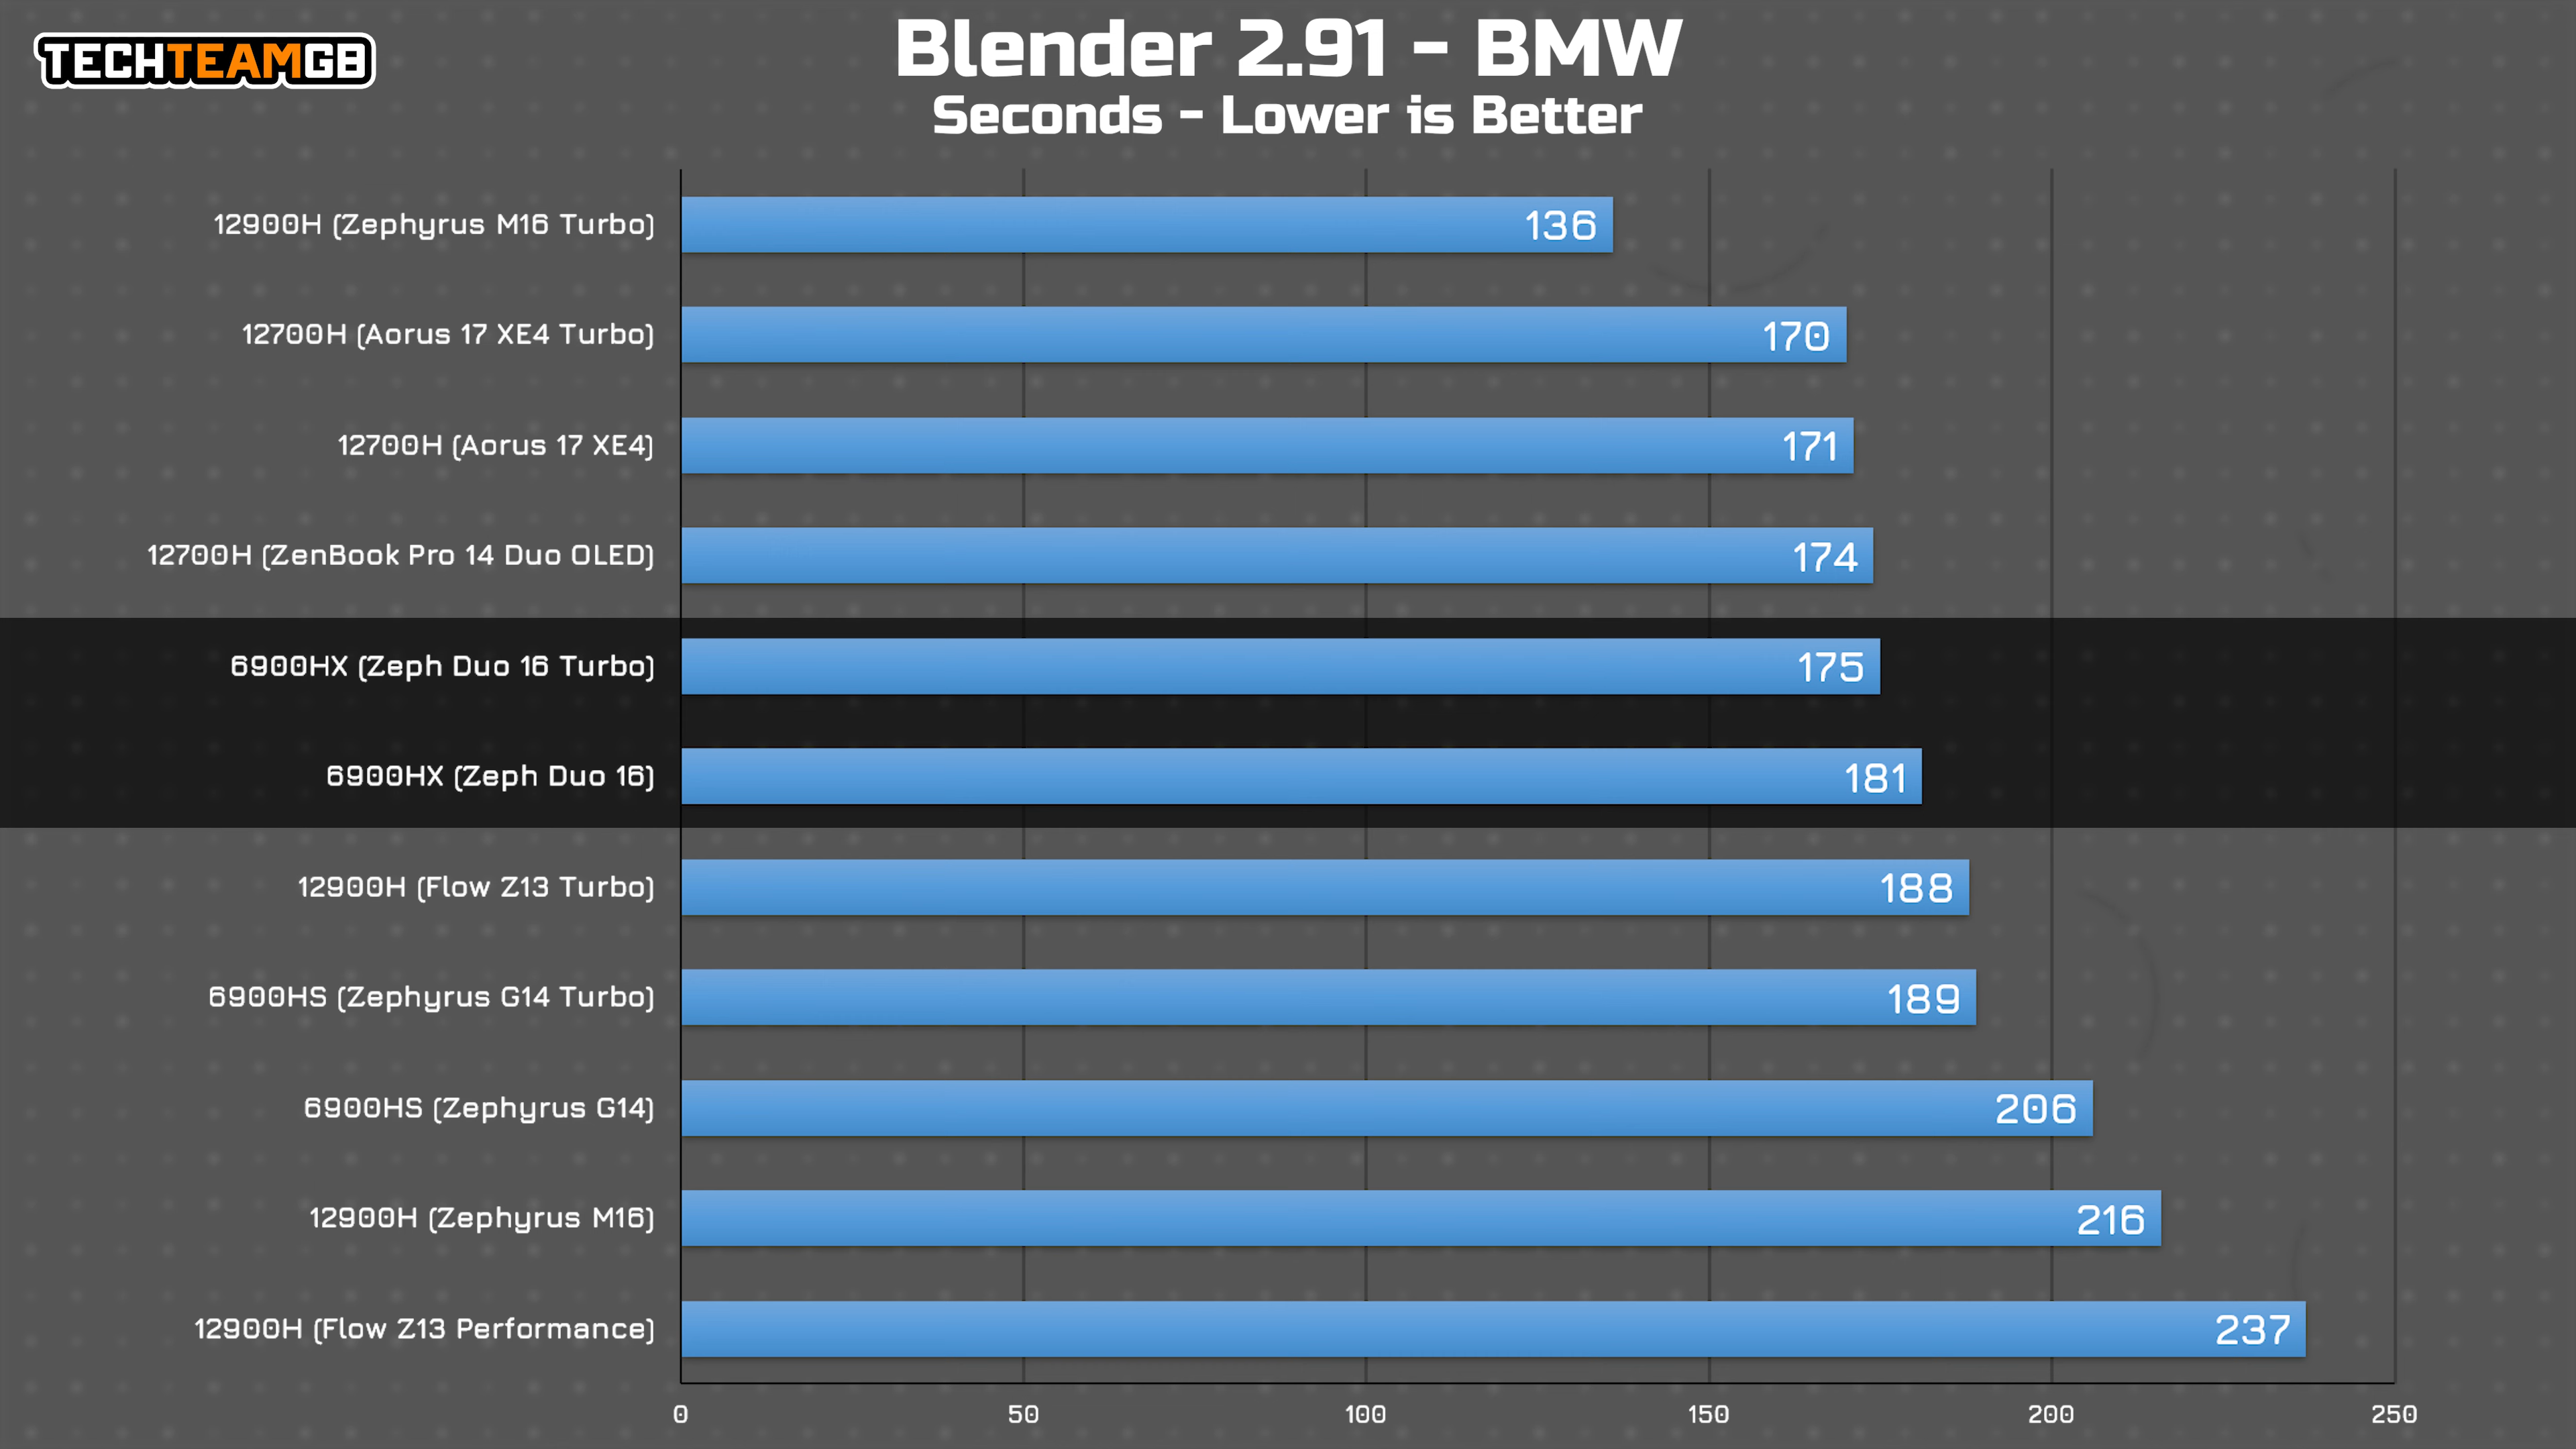 TECHTEAMGB
Blender 2.91 - BMW
Seconds - Lower is Better
12900H (Zephyrus M16 Turbo) 136
12700H (Aorus 17 XE4 Turbo) 170
12700H (Aorus 17 XE4) 171
12700H (ZenBook Pro 14 Duo OLED) 174
6900HX (Zeph Duo 16 Turbo) 175
6900HX (Zeph Duo 16) 181
12900H (Flow Z13 Turbo) 188
6900HS (Zephyrus G14 Turbo) 189
6900HS (Zephyrus G14) 206
12900H (Zephyrus M16) 216
12900H (Flow Z13 Performance) 237
0 50 100 150 200 250